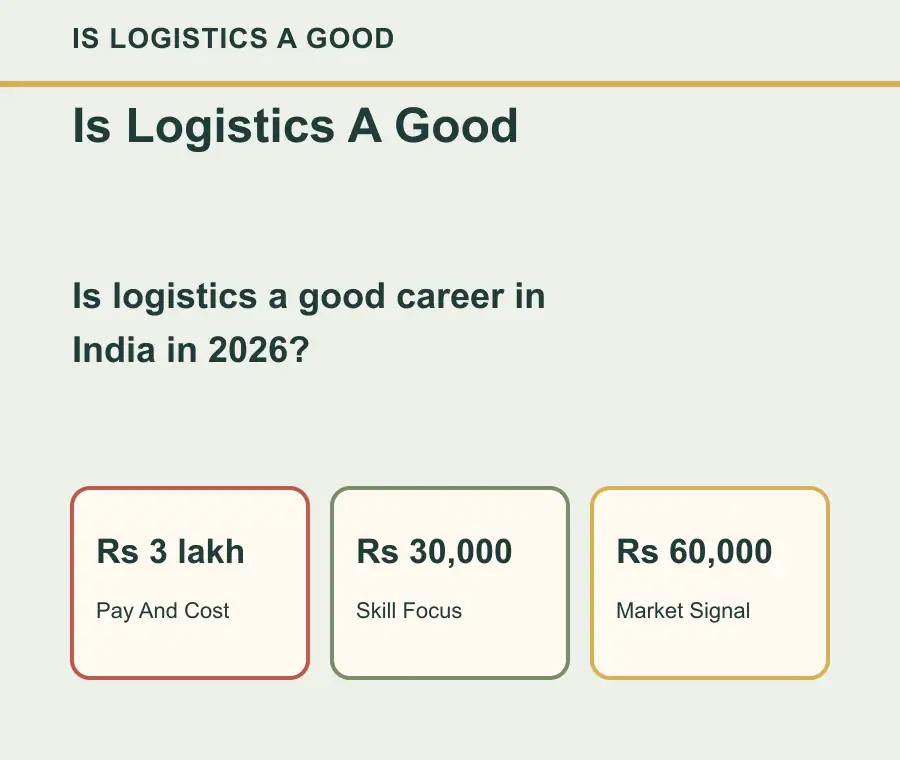 IS LOGISTICS A GOOD
Is Logistics A Good
Is logistics a good career in
India in 2026?
Rs 3 lakh
Pay And Cost
Rs 30,000
Skill Focus
Rs 60,000
Market Signal